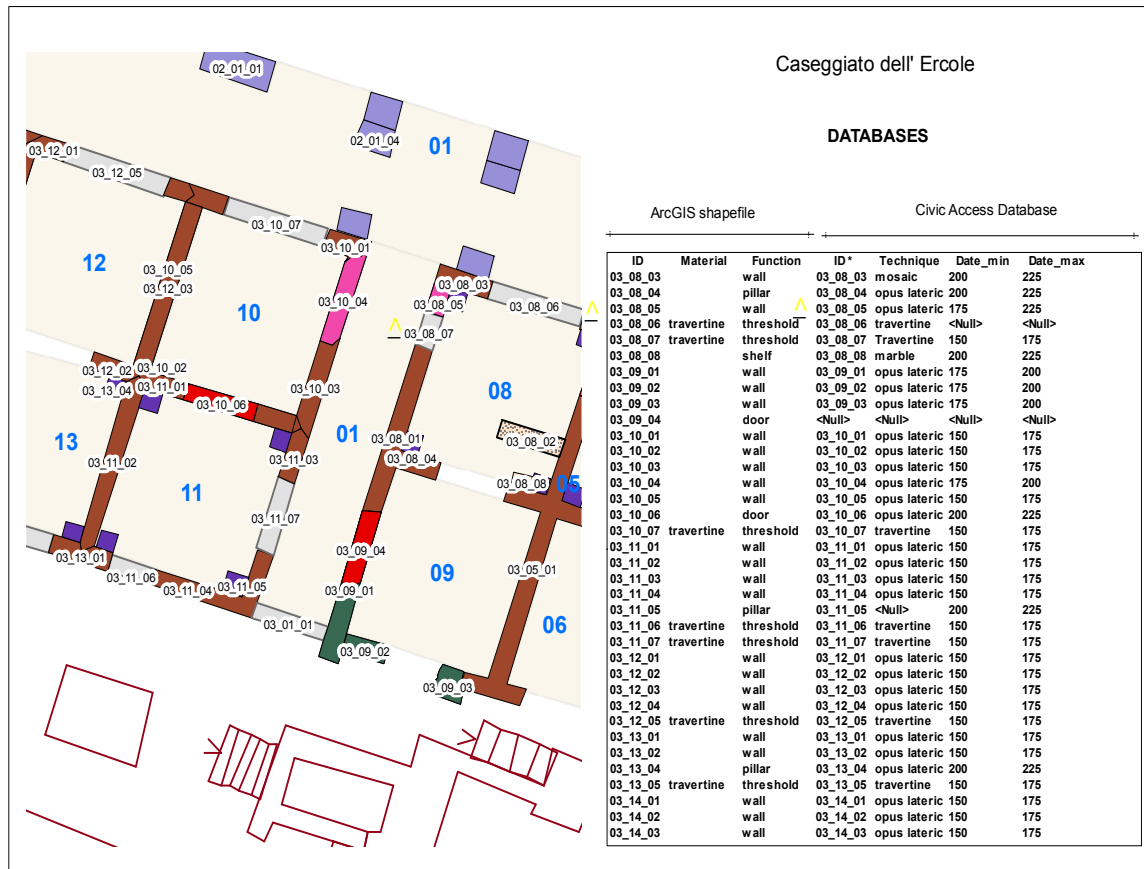 Caseggiato dell' Ercole
DATABASES
ArcGIS shapefile Civic Access Database
ID Material Function ID* Technique Date_min Date_max
03_08_03 wall 03_08_03 mosaic 200 225
03_08_04 pillar 03_08_04 opus lateric 200 225
03_08_05 wall 03_08_05 opus lateric 175 225
03_08_06 travertine threshold 03_08_06 travertine <Null> <Null>
03_08_07 travertine threshold 03_08_07 Travertine 150 175
03_08_08 shelf 03_08_08 marble 200 225
03_09_01 wall 03_09_01 opus lateric 175 200
03_09_02 wall 03_09_02 opus lateric 175 200
03_09_03 wall 03_09_03 opus lateric 175 200
03_09_04 door <Null> <Null> <Null> <Null>
03_10_01 wall 03_10_01 opus lateric 150 175
03_10_02 wall 03_10_02 opus lateric 150 175
03_10_03 wall 03_10_03 opus lateric 150 175
03_10_04 wall 03_10_04 opus lateric 175 200
03_10_05 wall 03_10_05 opus lateric 150 175
03_10_06 door 03_10_06 opus lateric 200 225
03_10_07 travertine threshold 03_10_07 travertine 150 175
03_11_01 wall 03_11_01 opus lateric 150 175
03_11_02 wall 03_11_02 opus lateric 150 175
03_11_03 wall 03_11_03 opus lateric 150 175
03_11_04 wall 03_11_04 opus lateric 150 175
03_11_05 pillar 03_11_05 <Null> 200 225
03_11_06 travertine threshold 03_11_06 travertine 150 175
03_11_07 travertine threshold 03_11_07 travertine 150 175
03_12_01 wall 03_12_01 opus lateric 150 175
03_12_02 wall 03_12_02 opus lateric 150 175
03_12_03 wall 03_12_03 opus lateric 150 175
03_12_04 wall 03_12_04 opus lateric 150 175
03_12_05 travertine threshold 03_12_05 travertine 150 175
03_13_01 wall 03_13_01 opus lateric 150 175
03_13_02 wall 03_13_02 opus lateric 150 175
03_13_04 pillar 03_13_04 opus lateric 200 225
03_13_05 travertine threshold 03_13_05 travertine 150 175
03_14_01 wall 03_14_01 opus lateric 150 175
03_14_02 wall 03_14_02 opus lateric 150 175
03_14_03 wall 03_14_03 opus lateric 150 175
02_01_01
02_01_04
01
03_12_01
03_12_05
03_10_07
03_10_01
12
03_10_05
03_12_03
10
03_10_04
03_08_03
03_08_05
03_08_06
03_08_07
03_12_02
03_10_02
03_13_04
03_11_01
03_10_06
03_10_03
08
01
03_08_01
03_08_02
03_08_04
13
03_11_02
03_11_03
03_08_08
05
11
03_11_07
03_09_04
03_13_01
03_11_06
03_11_04
03_11_05
03_09_01
09
03_05_01
03_01_01
03_09_02
06
03_09_03